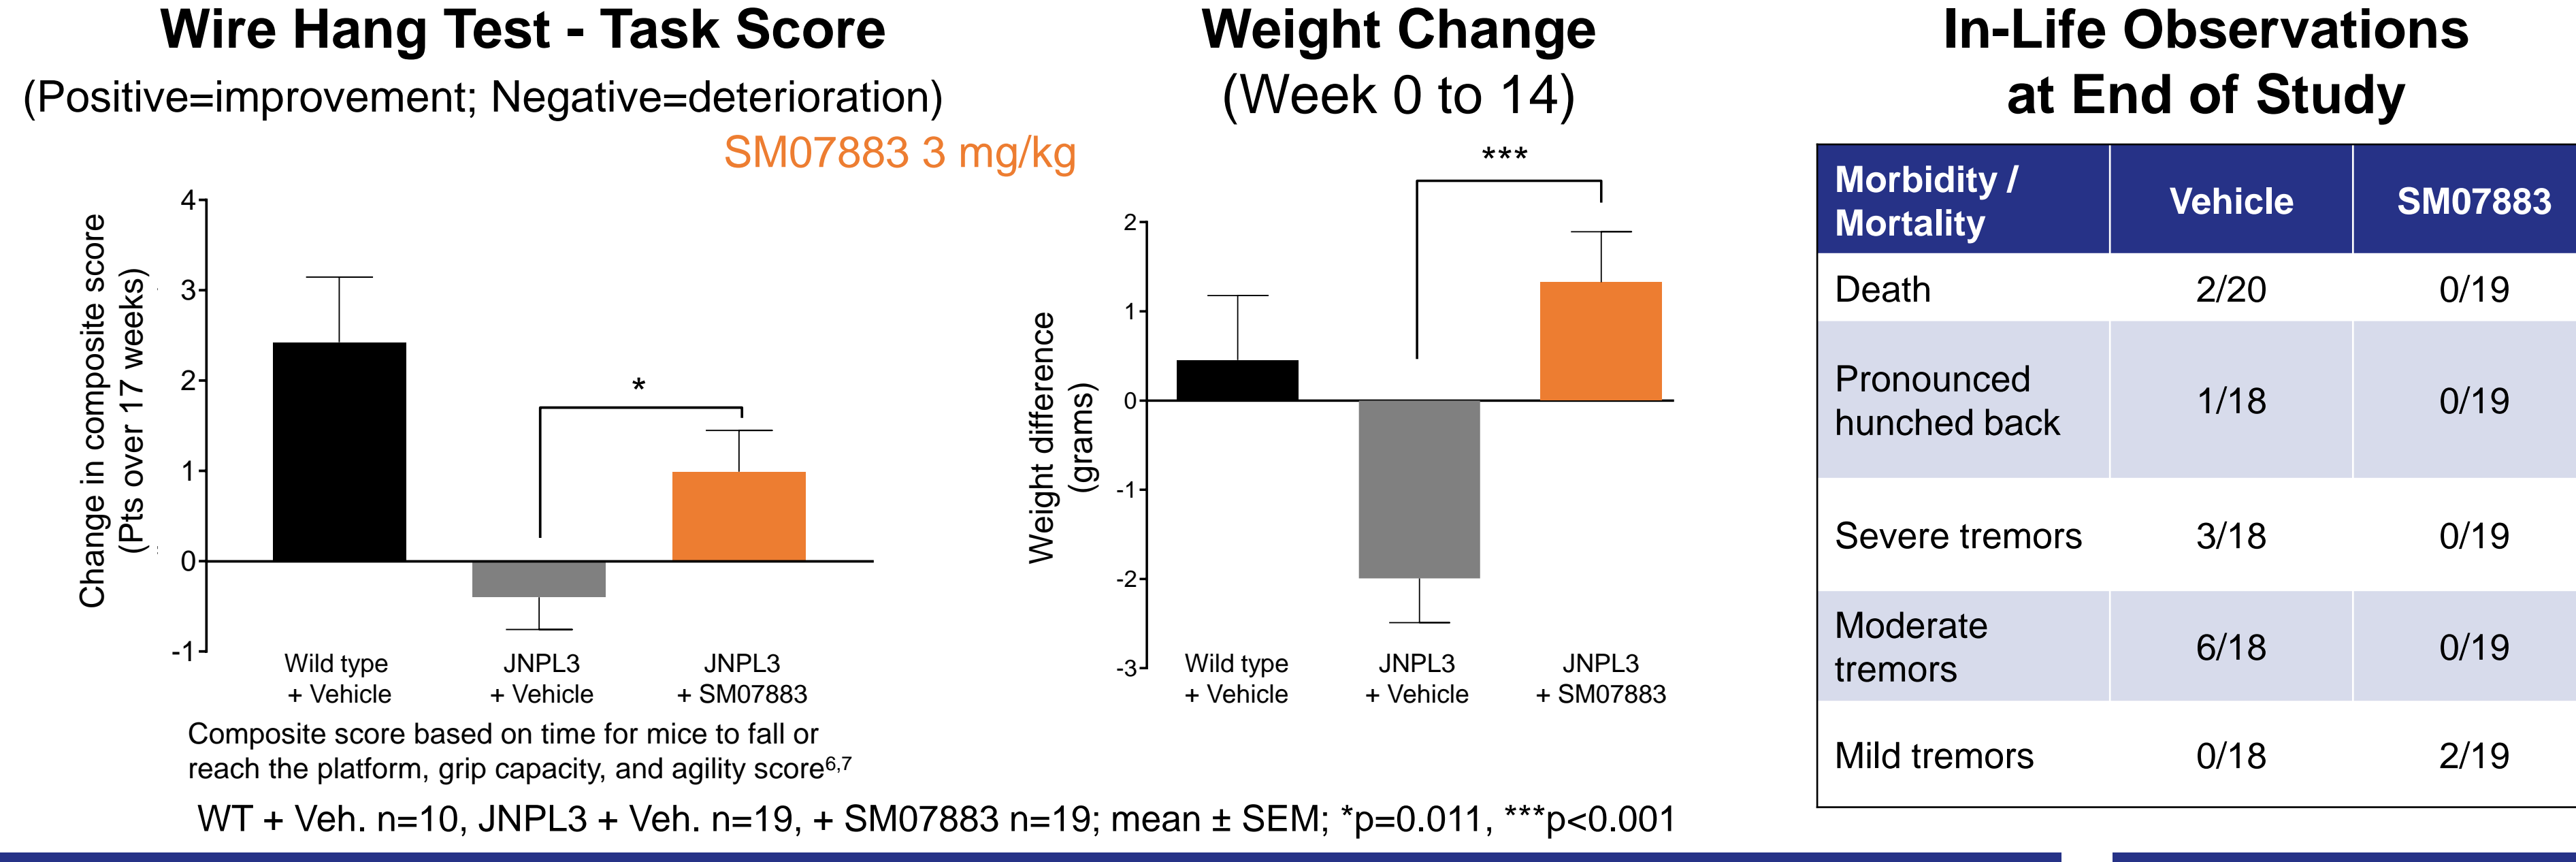 Wire Hang Test - Task Score
(Positive=improvement; Negative=deterioration)
SM07883 3 mg/kg
Change in composite score
(Pts over 17 weeks)
4
3
2
1
0
-1
*
Wild type
+ Vehicle
JNPL3
+ Vehicle
JNPL3
+ SM07883
Composite score based on time for mice to fall or
reach the platform, grip capacity, and agility score6,7
Weight Change
(Week 0 to 14)
Weight difference
(grams)
2
1
0
-1
-2
-3
***
Wild type
+ Vehicle
JNPL3
+ Vehicle
JNPL3
+ SM07883
WT + Veh. n=10, JNPL3 + Veh. n=19, + SM07883 n=19; mean ± SEM; *p=0.011, ***p<0.001
In-Life Observations
at End of Study
Morbidity /
Mortality
Vehicle
SM07883
Death 2/20 0/19
Pronounced
hunched back
1/18 0/19
Severe tremors 3/18 0/19
Moderate
tremors
6/18 0/19
Mild tremors 0/18 2/19